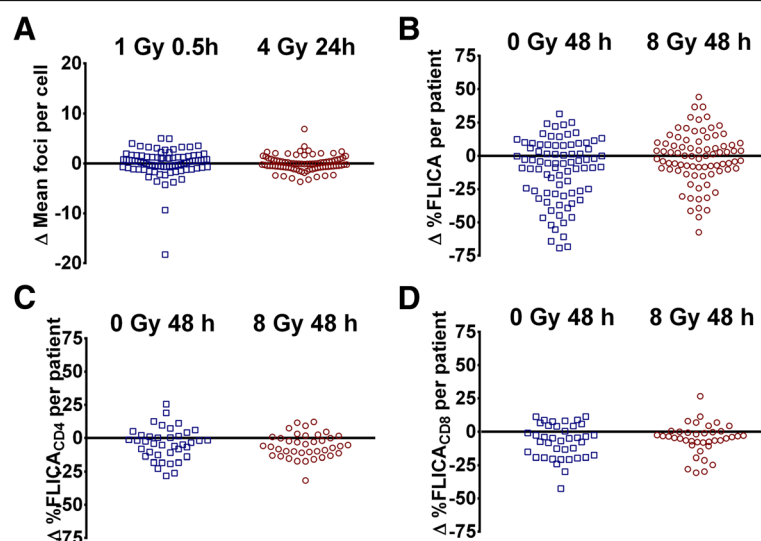 A
1 Gy 0.5h 4 Gy 24h
Δ Mean foci per cell
20
10
0
-10
-20
B
0 Gy 48 h 8 Gy 48 h
Δ %FLICA per patient
75
50
25
0
-25
-50
-75
C
0 Gy 48 h 8 Gy 48 h
Δ %FLICACD4 per patient
75
50
25
0
25
50
75
D
0 Gy 48 h 8 Gy 48 h
Δ %FLICACD8 per patient
75
50
25
0
-25
-50
-75